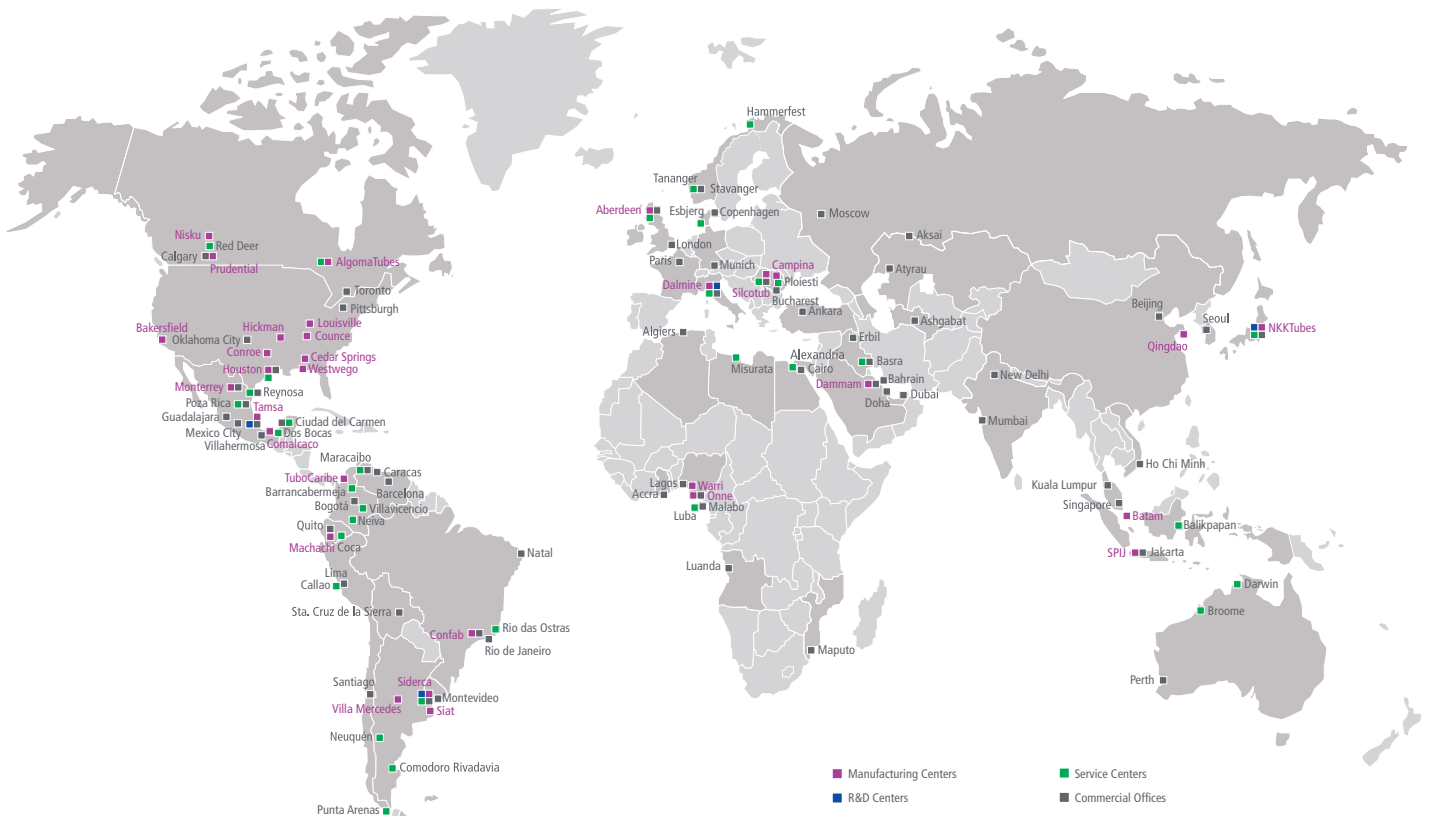 Hammerfest
Tananger
Stavanger
Aberdeen
Esbjerg
Copenhagen
Moscow
Nisku
Red Deer
Calgary
Prudential
AlgomaTubes
London
Aksai
Paris
Munich
Campina
Atyrau
Dalmine
Ploiesti
Silcotub
Bucharest
Toronto
Pittsburgh
Ankara
Beijing
Ashgabat
Seoul
NKKTubes
Qingdao
Bakersfield
Hickman
Louisville
Oklahoma City
Counce
Algiers
Erbil
Conroe
Cedar Springs
Westwego
Houston
Misurata
Alexandria
Cairo
Basra
Monterrey
Reynosa
Dammam
Bahrain
Doha
Dubai
New Delhi
Poza Rica
Tamsa
Guadalajara
Ciudad del Carmen
Mexico City
Dos Bocas
Villahermosa
Comalcaco
Mumbai
Maracaibo
Caracas
TuboCaribe
Barcelona
Barrancabermeja
Bogotá
Villavicencio
Neiva
Quito
Machachi
Coca
Lagos
Warri
Accra
Onne
Malabo
Luba
Ho Chi Minh
Kuala Lumpur
Singapore
Batam
Balikpapan
SPIJ
Jakarta
Natal
Lima
Callao
Luanda
Darwin
Broome
Sta. Cruz de la Sierra
Confab
Rio das Ostras
Rio de Janeiro
Maputo
Perth
Santiago
Siderca
Montevideo
Villa Mercedes
Siat
Neuquén
Comodoro Rivadavia
Punta Arenas
Manufacturing Centers
Service Centers
R&D Centers
Commercial Offices